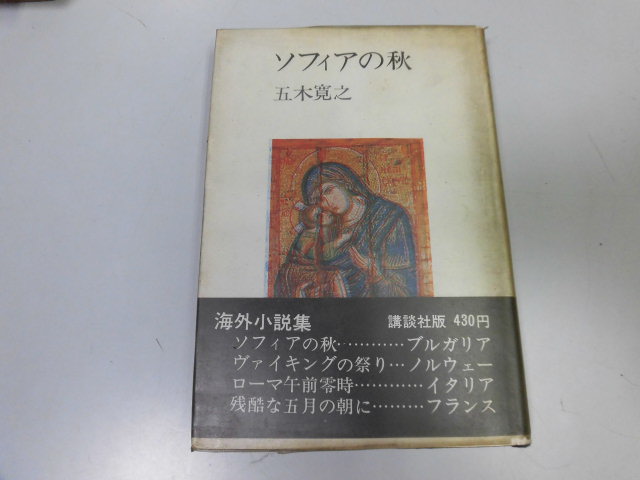 ソフィアの秋
五木寛之
海外小説集 講談社版 430円
ソフィアの秋…………ブルガリア
ヴァイキングの祭り…ノルウェー
ローマ午前零時…………イタリア
残酷な五月の朝に………フランス